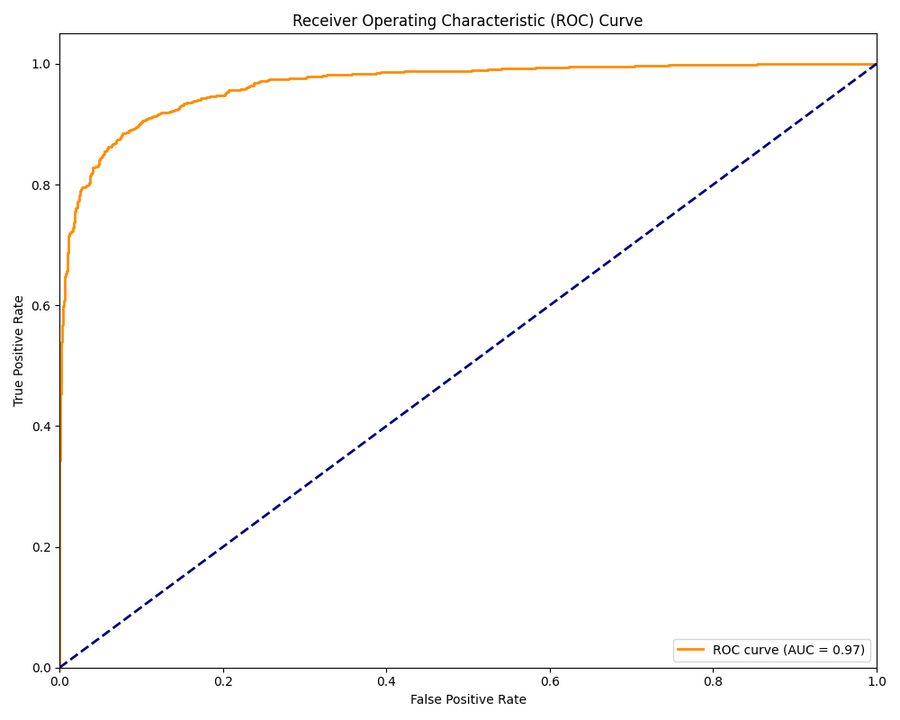 Receiver Operating Characteristic (ROC) Curve
1.0
0.8
0.6
0.4
0.2
0.0
True Positive Rate
ROC curve (AUC = 0.97)
0.0 0.2 0.4 0.6 0.8 1.0
False Positive Rate